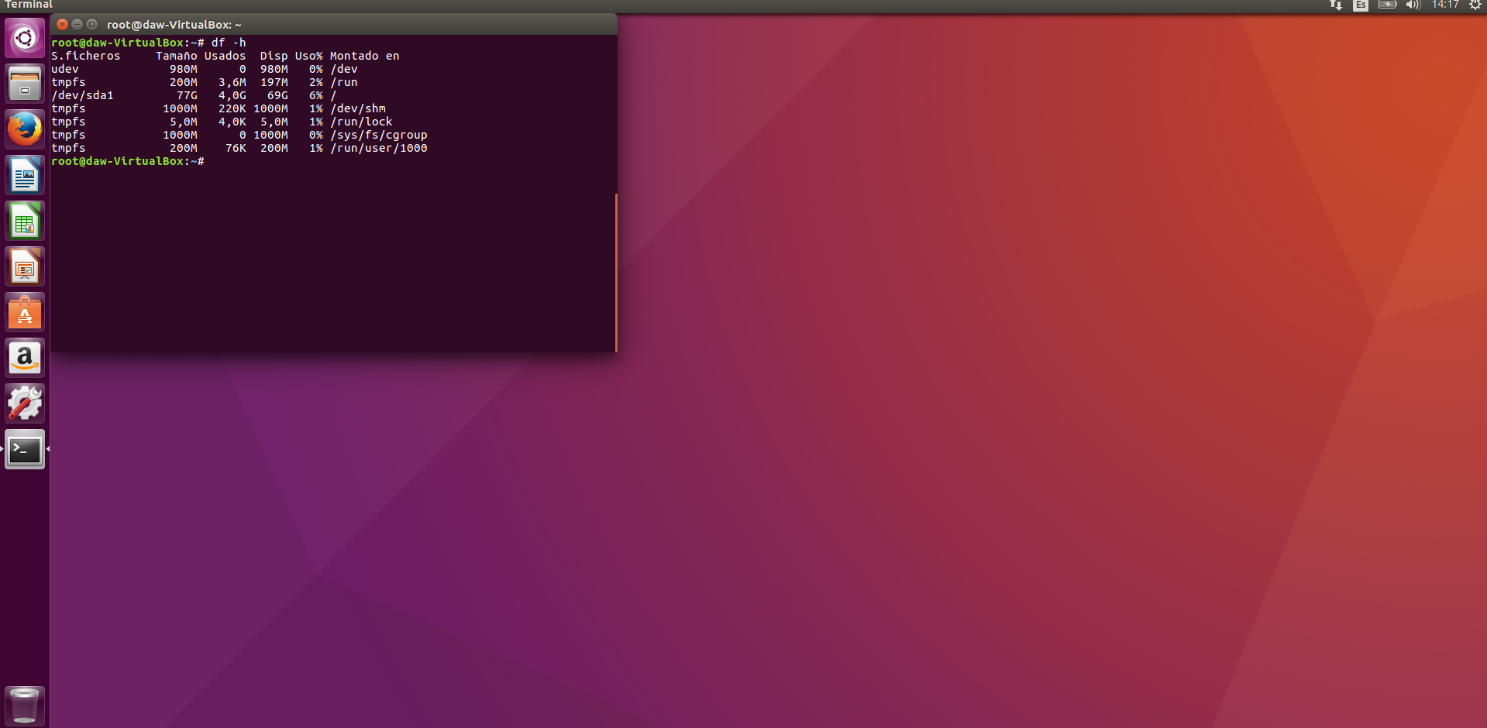 Terminal
Es
14:17
root@daw-VirtualBox: ~
root@daw-VirtualBox:~# df -h
S.ficheros     Tamaño Usados  Disp Uso% Montado en
udev             980M      0  980M   0% /dev
tmpfs            200M   3,6M  197M   2% /run
/dev/sda1         77G   4,0G   69G   6% /
tmpfs           1000M   220K 1000M   1% /dev/shm
tmpfs            5,0M   4,0K  5,0M   1% /run/lock
tmpfs           1000M      0 1000M   0% /sys/fs/cgroup
tmpfs            200M    76K  200M   1% /run/user/1000
root@daw-VirtualBox:~#